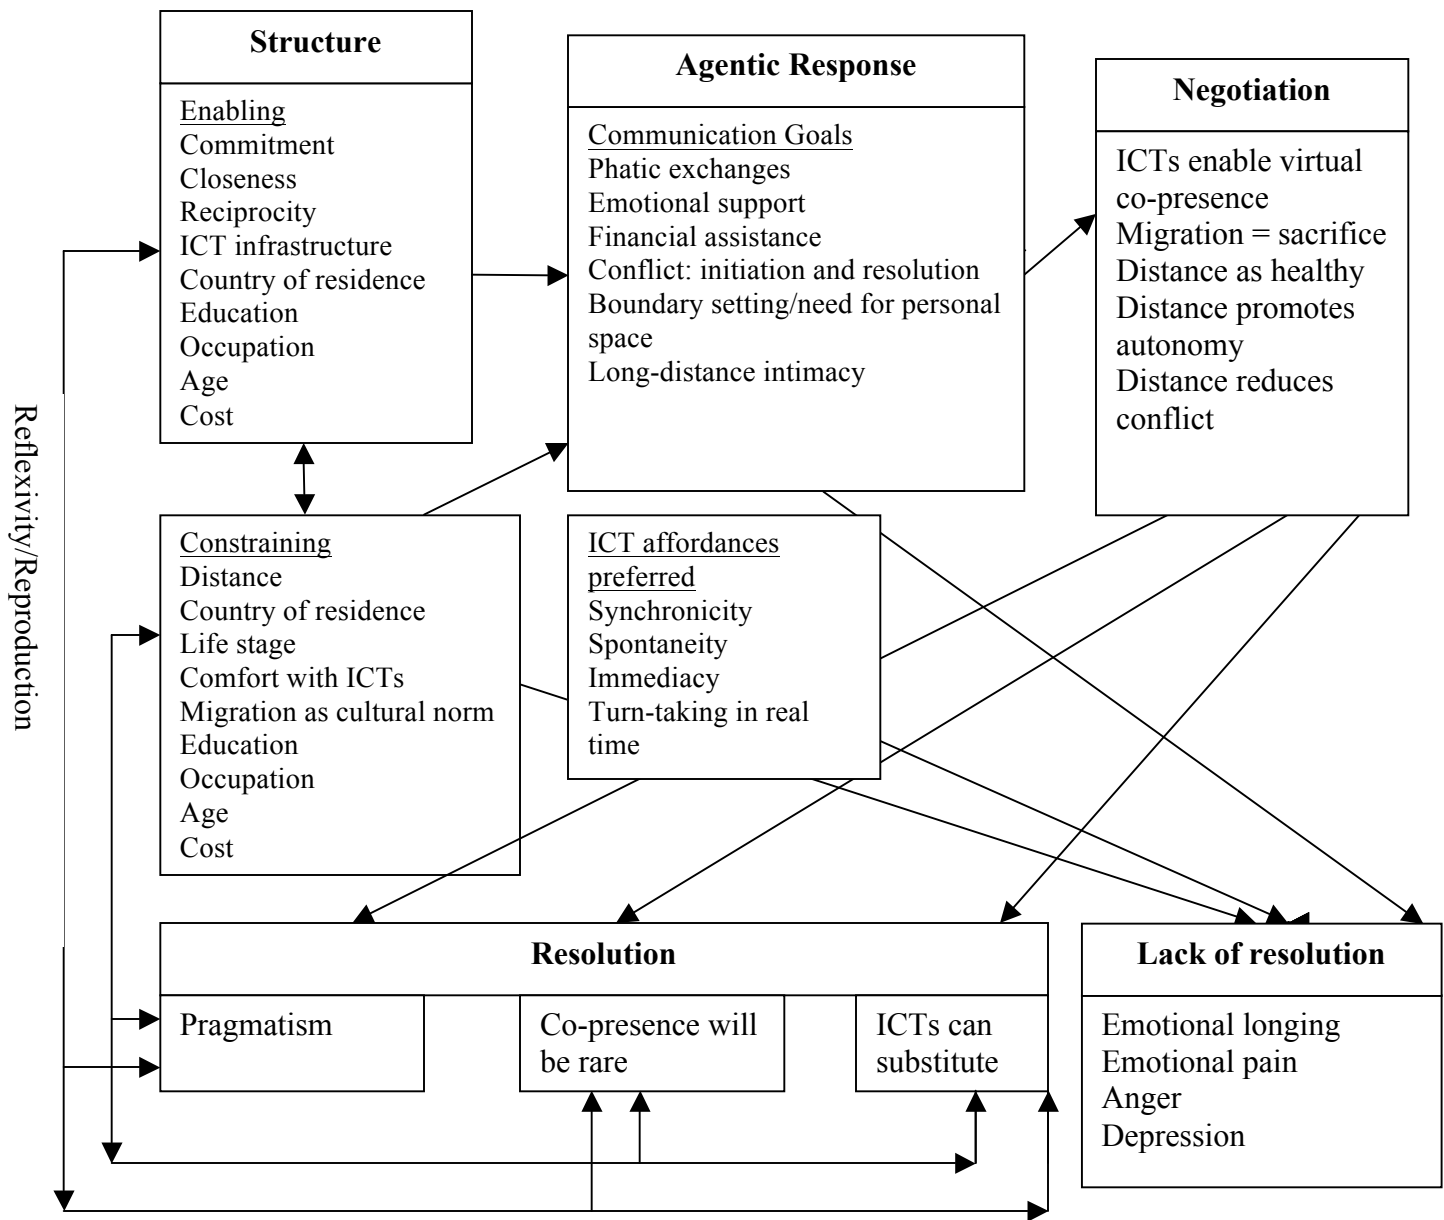 Structure
Enabling
Commitment
Closeness
Reciprocity
ICT infrastructure
Country of residence
Education
Occupation
Age
Cost
Agentic Response
Communication Goals
Phatic exchanges
Emotional support
Financial assistance
Conflict: initiation and resolution
Boundary setting/need for personal
space
Long-distance intimacy
Negotiation
ICTs enable virtual
co-presence
Migration = sacrifice
Distance as healthy
Distance promotes
autonomy
Distance reduces
conflict
Reflexivity/Reproduction
Constraining
Distance
Country of residence
Life stage
Comfort with ICTs
Migration as cultural norm
Education
Occupation
Age
Cost
ICT affordances
preferred
Synchronicity
Spontaneity
Immediacy
Turn-taking in real
time
Resolution
Pragmatism
Co-presence will
be rare
ICTs can
substitute
Lack of resolution
Emotional longing
Emotional pain
Anger
Depression